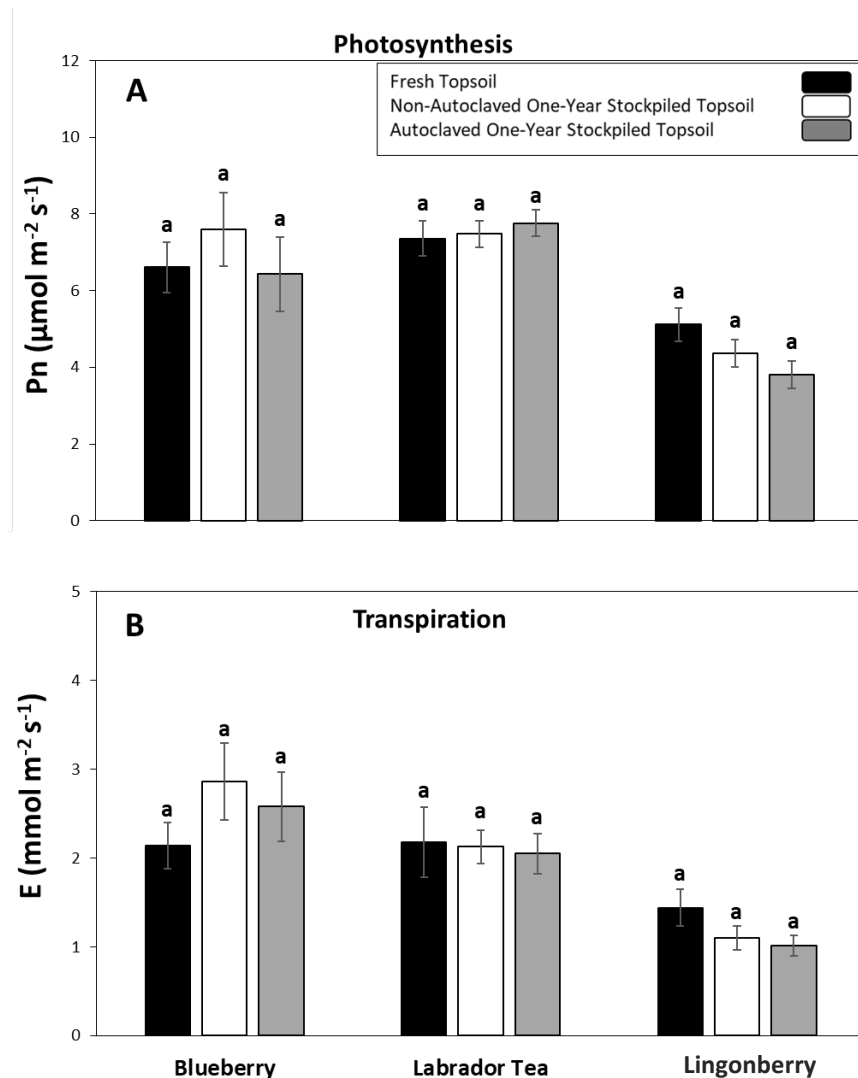 Photosynthesis
A
Fresh Topsoil
Non-Autoclaved One-Year Stockpiled Topsoil
Autoclaved One-Year Stockpiled Topsoil
Pn (µmol m⁻² s⁻¹)
12
10
8
6
4
2
0
a a a a a a a a a
B
Transpiration
E (mmol m⁻² s⁻¹)
5
4
3
2
1
0
a a a a a a a a a
Blueberry Labrador Tea Lingonberry